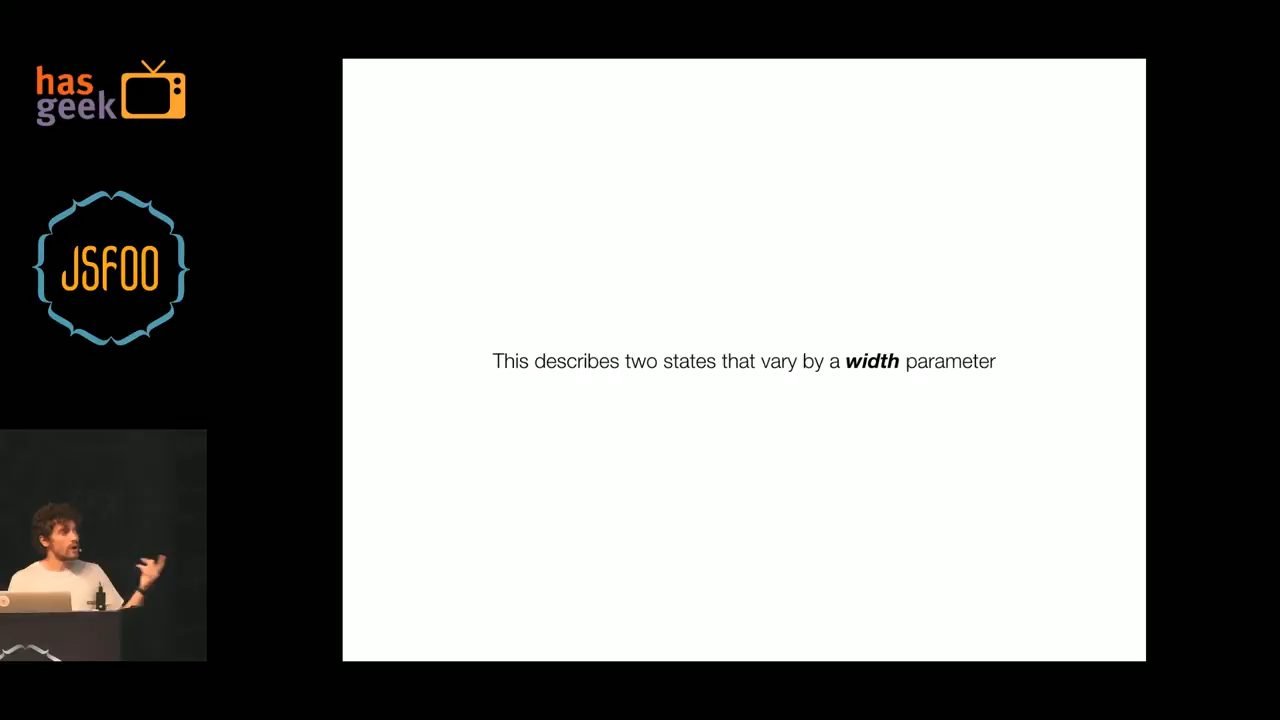 has
geek
JSFOO
This describes two states that vary by a width parameter